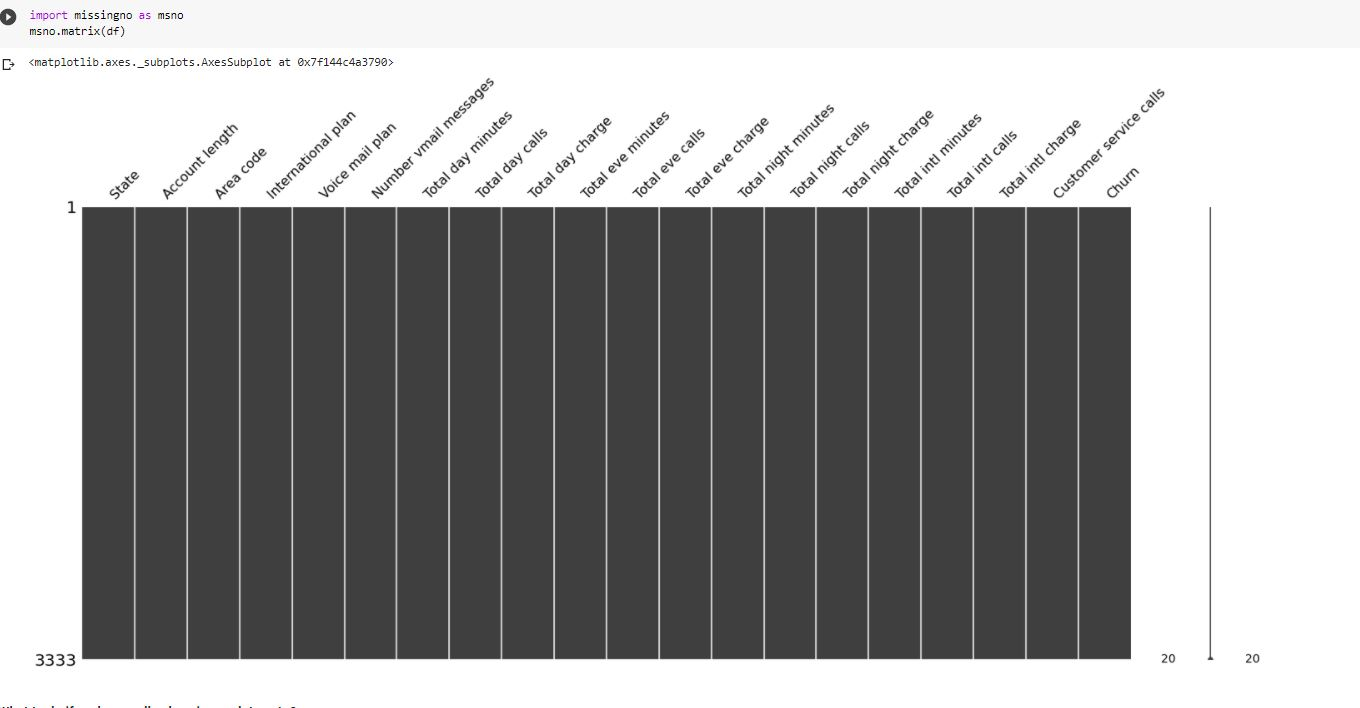 import missingno as msno
msno.matrix(df)
<matplotlib.axes._subplots.AxesSubplot at 0x7f144c4a3790>
State
Account length
Area code
International plan
Voice mail plan
Number vmail messages
Total day minutes
Total day calls
Total day charge
Total eve minutes
Total eve calls
Total eve charge
Total night minutes
Total night calls
Total night charge
Total intl minutes
Total intl calls
Total intl charge
Customer service calls
Churn
1
3333
20
20